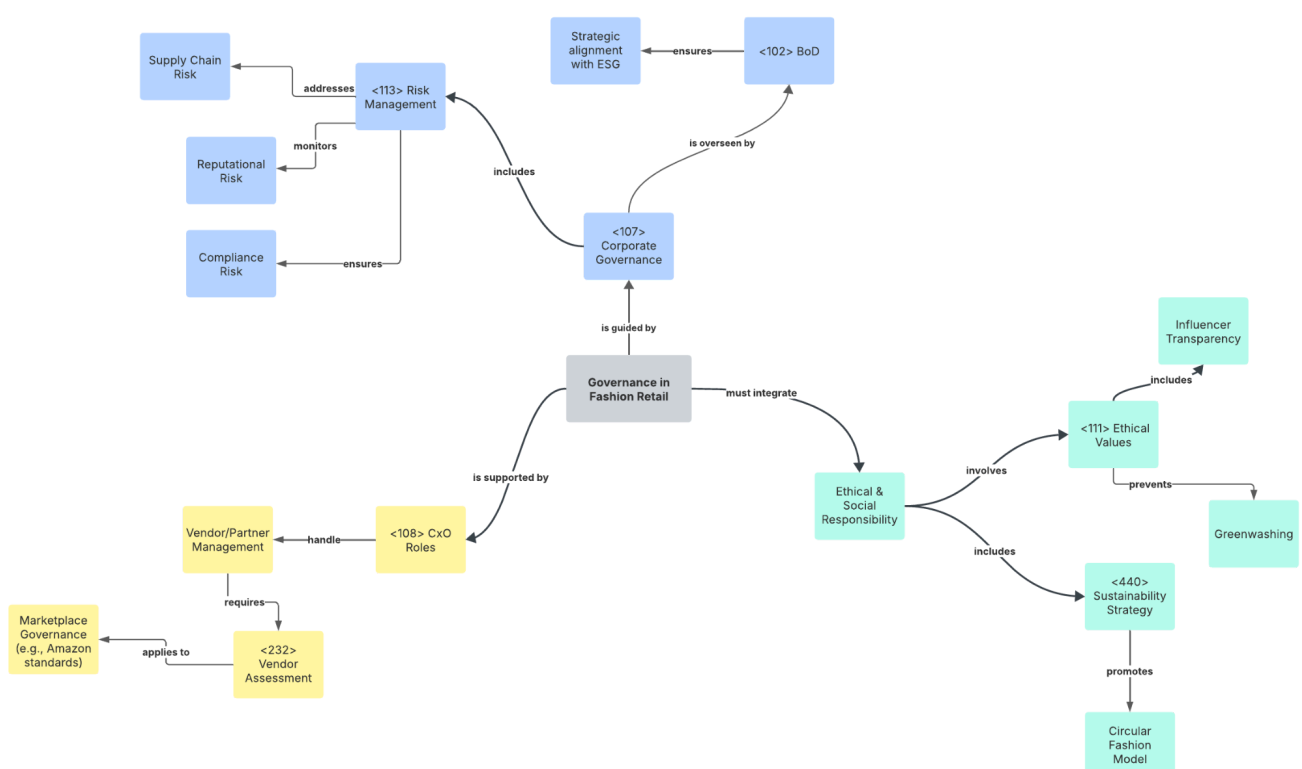 Strategic
alignment
with ESG
ensures
<102> BoD
Supply Chain
Risk
addresses
<113> Risk
Management
monitors
Reputational
Risk
includes
is overseen by
<107>
Corporate
Governance
Compliance
Risk
ensures
is guided by
Governance in
Fashion Retail
must integrate
is supported by
Influencer
Transparency
includes
<111> Ethical
Values
involves
prevents
Greenwashing
Ethical &
Social
Responsibility
includes
<440>
Sustainability
Strategy
promotes
Circular
Fashion
Model
<108> CxO
Roles
handle
Vendor/Partner
Management
requires
<232>
Vendor
Assessment
applies to
Marketplace
Governance
(e.g., Amazon
standards)